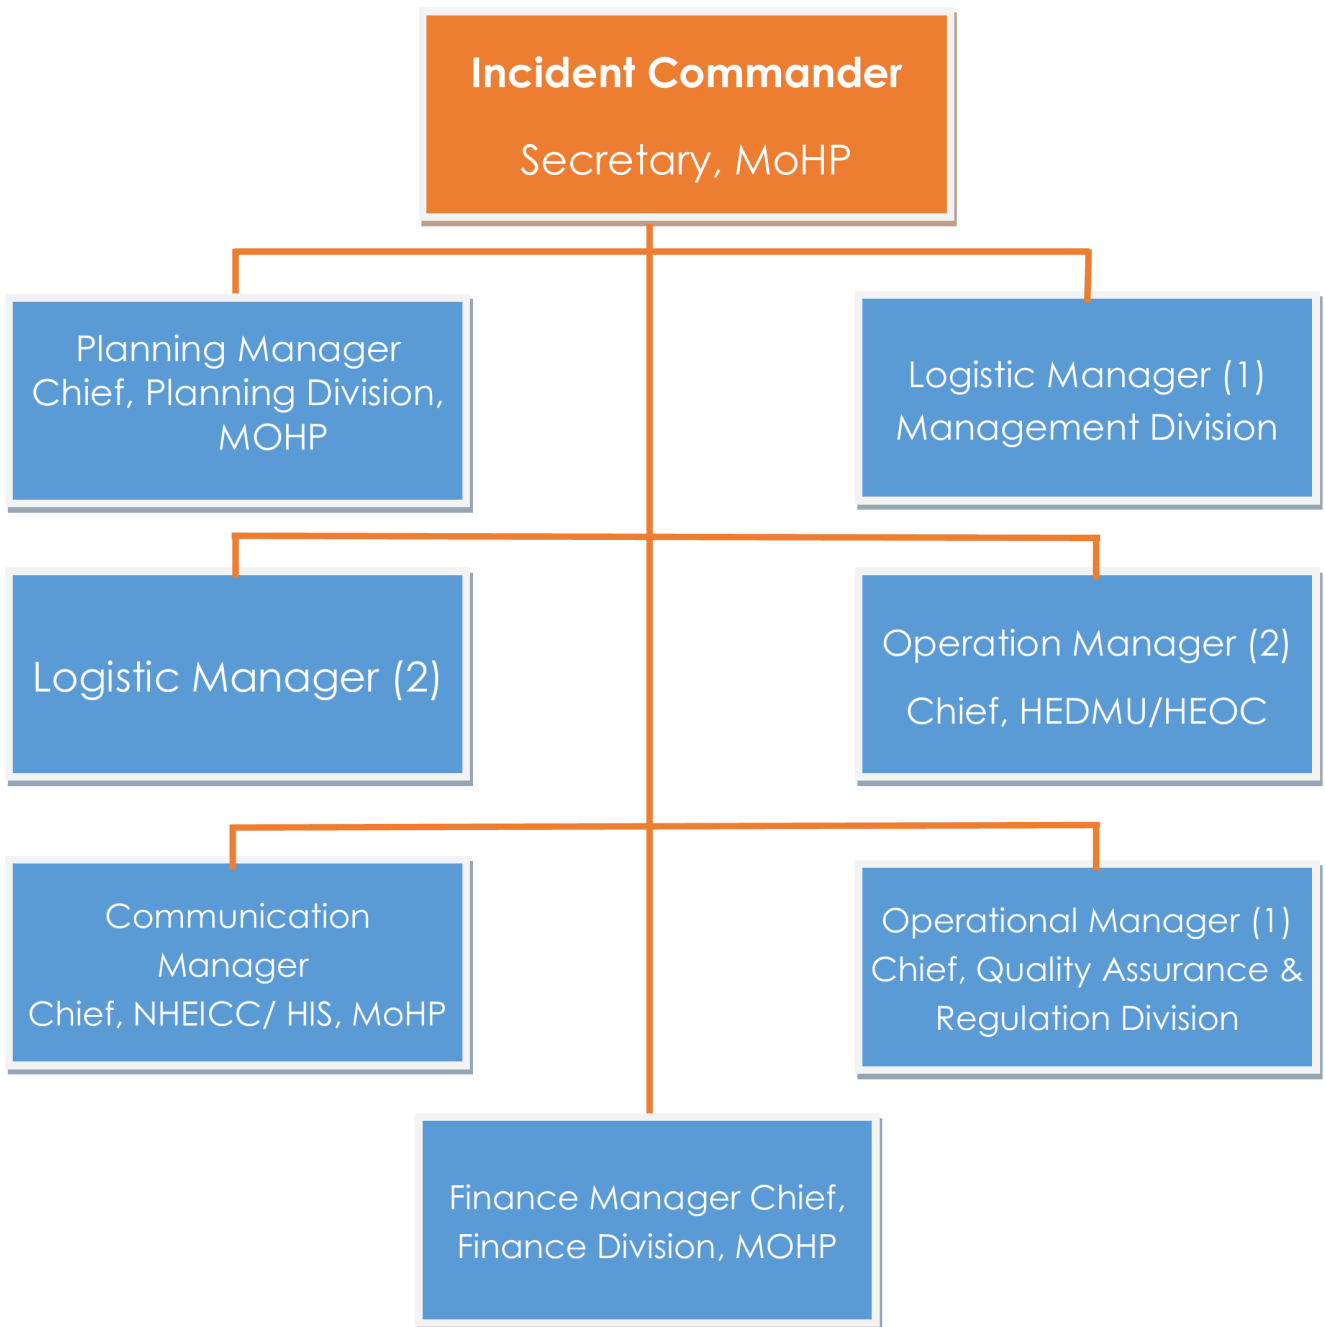 Incident Commander
Secretary, MoHP
Planning Manager
Chief, Planning Division,
MOHP
Logistic Manager (1)
Management Division
Logistic Manager (2)
Operation Manager (2)
Chief, HEDMU/HEOC
Communication
Manager
Chief, NHEICC/ HIS, MoHP
Operational Manager (1)
Chief, Quality Assurance &
Regulation Division
Finance Manager Chief,
Finance Division, MOHP